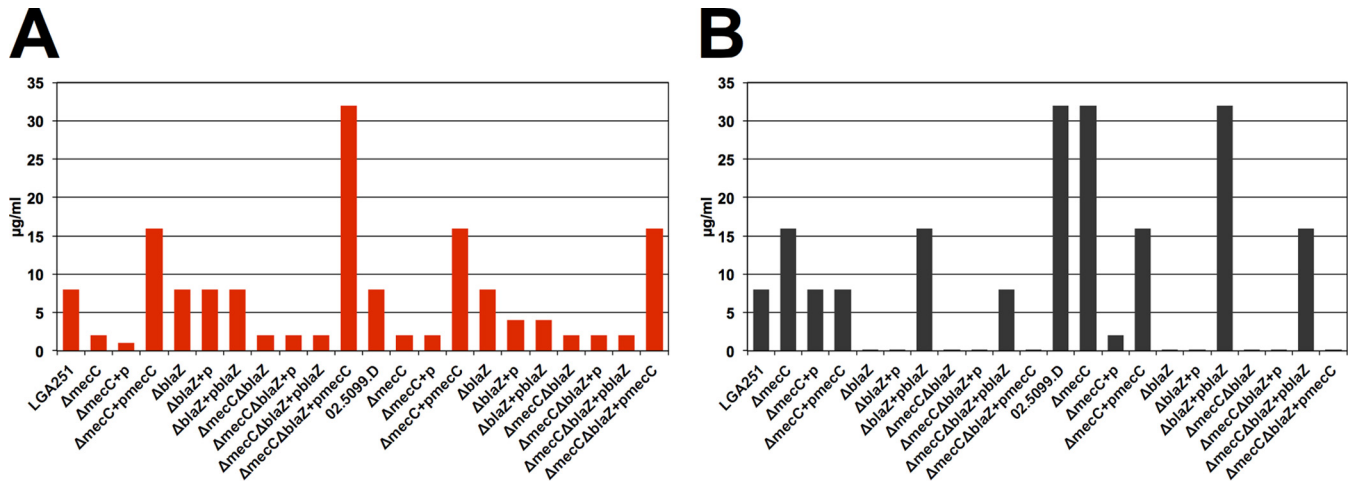 A
35
30
25
20
15
10
5
0
µg/ml
LGA251
ΔmecC
ΔmecC+p
ΔmecC+pmecC
ΔblaZ
ΔblaZ+p
ΔblaZ+pblaZ
ΔmecCΔblaZ
ΔmecCΔblaZ+p
ΔmecCΔblaZ+pblaZ
ΔmecCΔblaZ+pmecC
02.5099.D
ΔmecC
ΔmecC+p
ΔmecC+pmecC
ΔblaZ
ΔblaZ+p
ΔblaZ+pblaZ
ΔmecCΔblaZ
ΔmecCΔblaZ+p
ΔmecCΔblaZ+pblaZ
ΔmecCΔblaZ+pmecC
B
35
30
25
20
15
10
5
0
µg/ml
LGA251
ΔmecC
ΔmecC+p
ΔmecC+pmecC
ΔblaZ
ΔblaZ+p
ΔblaZ+pblaZ
ΔmecCΔblaZ
ΔmecCΔblaZ+p
ΔmecCΔblaZ+pblaZ
ΔmecCΔblaZ+pmecC
02.5099.D
ΔmecC
ΔmecC+p
ΔmecC+pmecC
ΔblaZ
ΔblaZ+p
ΔblaZ+pblaZ
ΔmecCΔblaZ
ΔmecCΔblaZ+p
ΔmecCΔblaZ+pblaZ
ΔmecCΔblaZ+pmecC